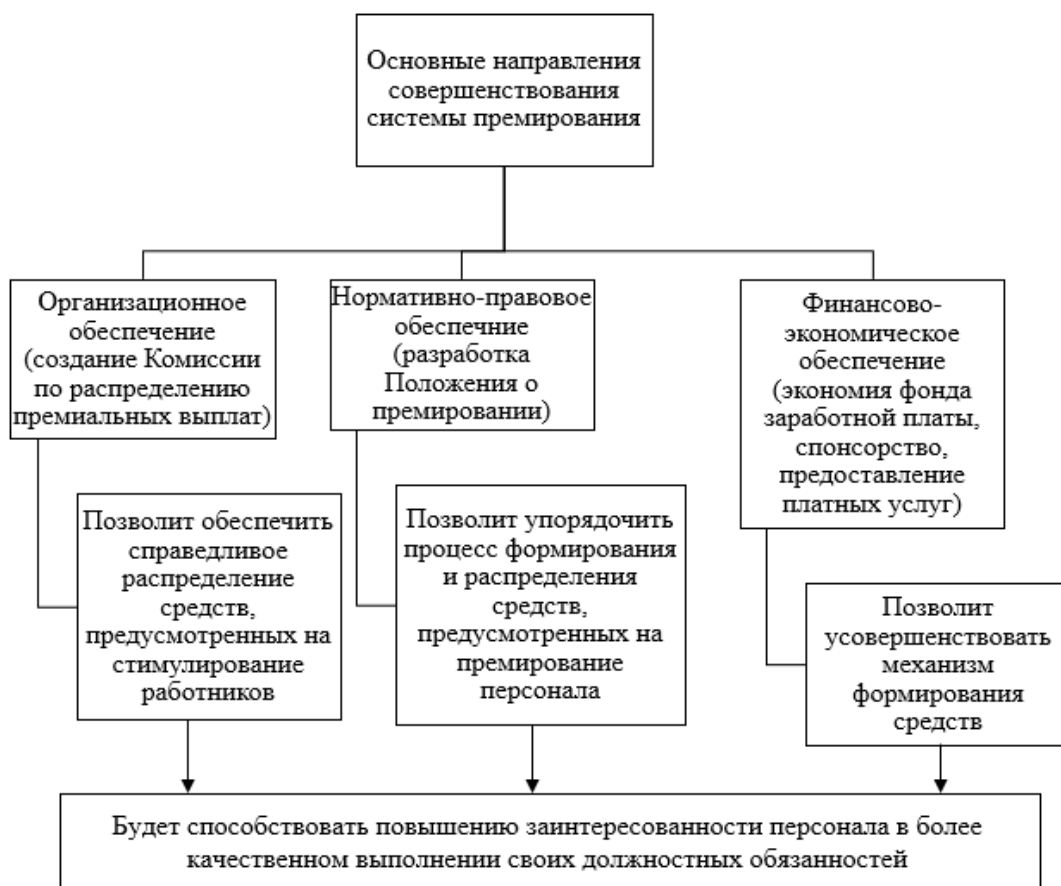 Основные направления
совершенствования
системы премирования
Организационное
обеспечение
(создание Комиссии
по распределению
премиальных выплат)
Нормативно-правовое
обеспечние
(разработка
Положения о
премировании)
Финансово-
экономическое
обеспечение
(экономия фонда
заработной платы,
спонсорство,
предоставление
платных услуг)
Позволит обеспечить
справедливое
распределение
средств,
предусмотренных на
стимулирование
работников
Позволит упорядочить
процесс формирования
и распределения
средств,
предусмотренных на
премирование
персонала
Позволит
усовершенствовать
механизм
формирования
средств
Будет способствовать повышению заинтересованности персонала в более
качественном выполнении своих должностных обязанностей